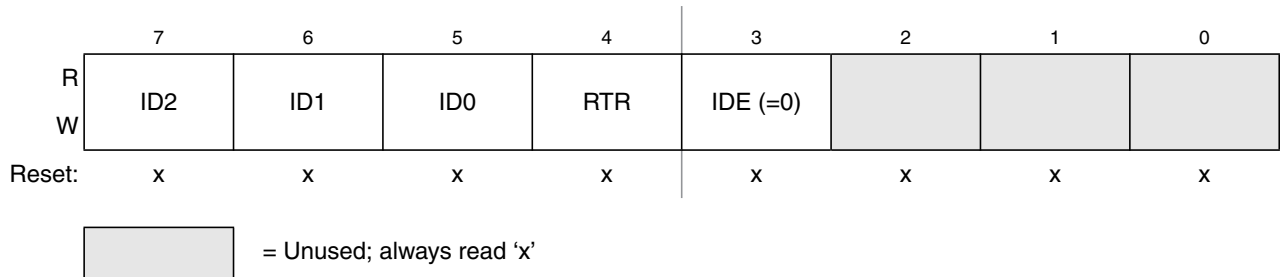 7 6 5 4 3 2 1 0
R
ID2 ID1 ID0 RTR IDE (=0)
W
Reset: x x x x x x x x
= Unused; always read ‘x’